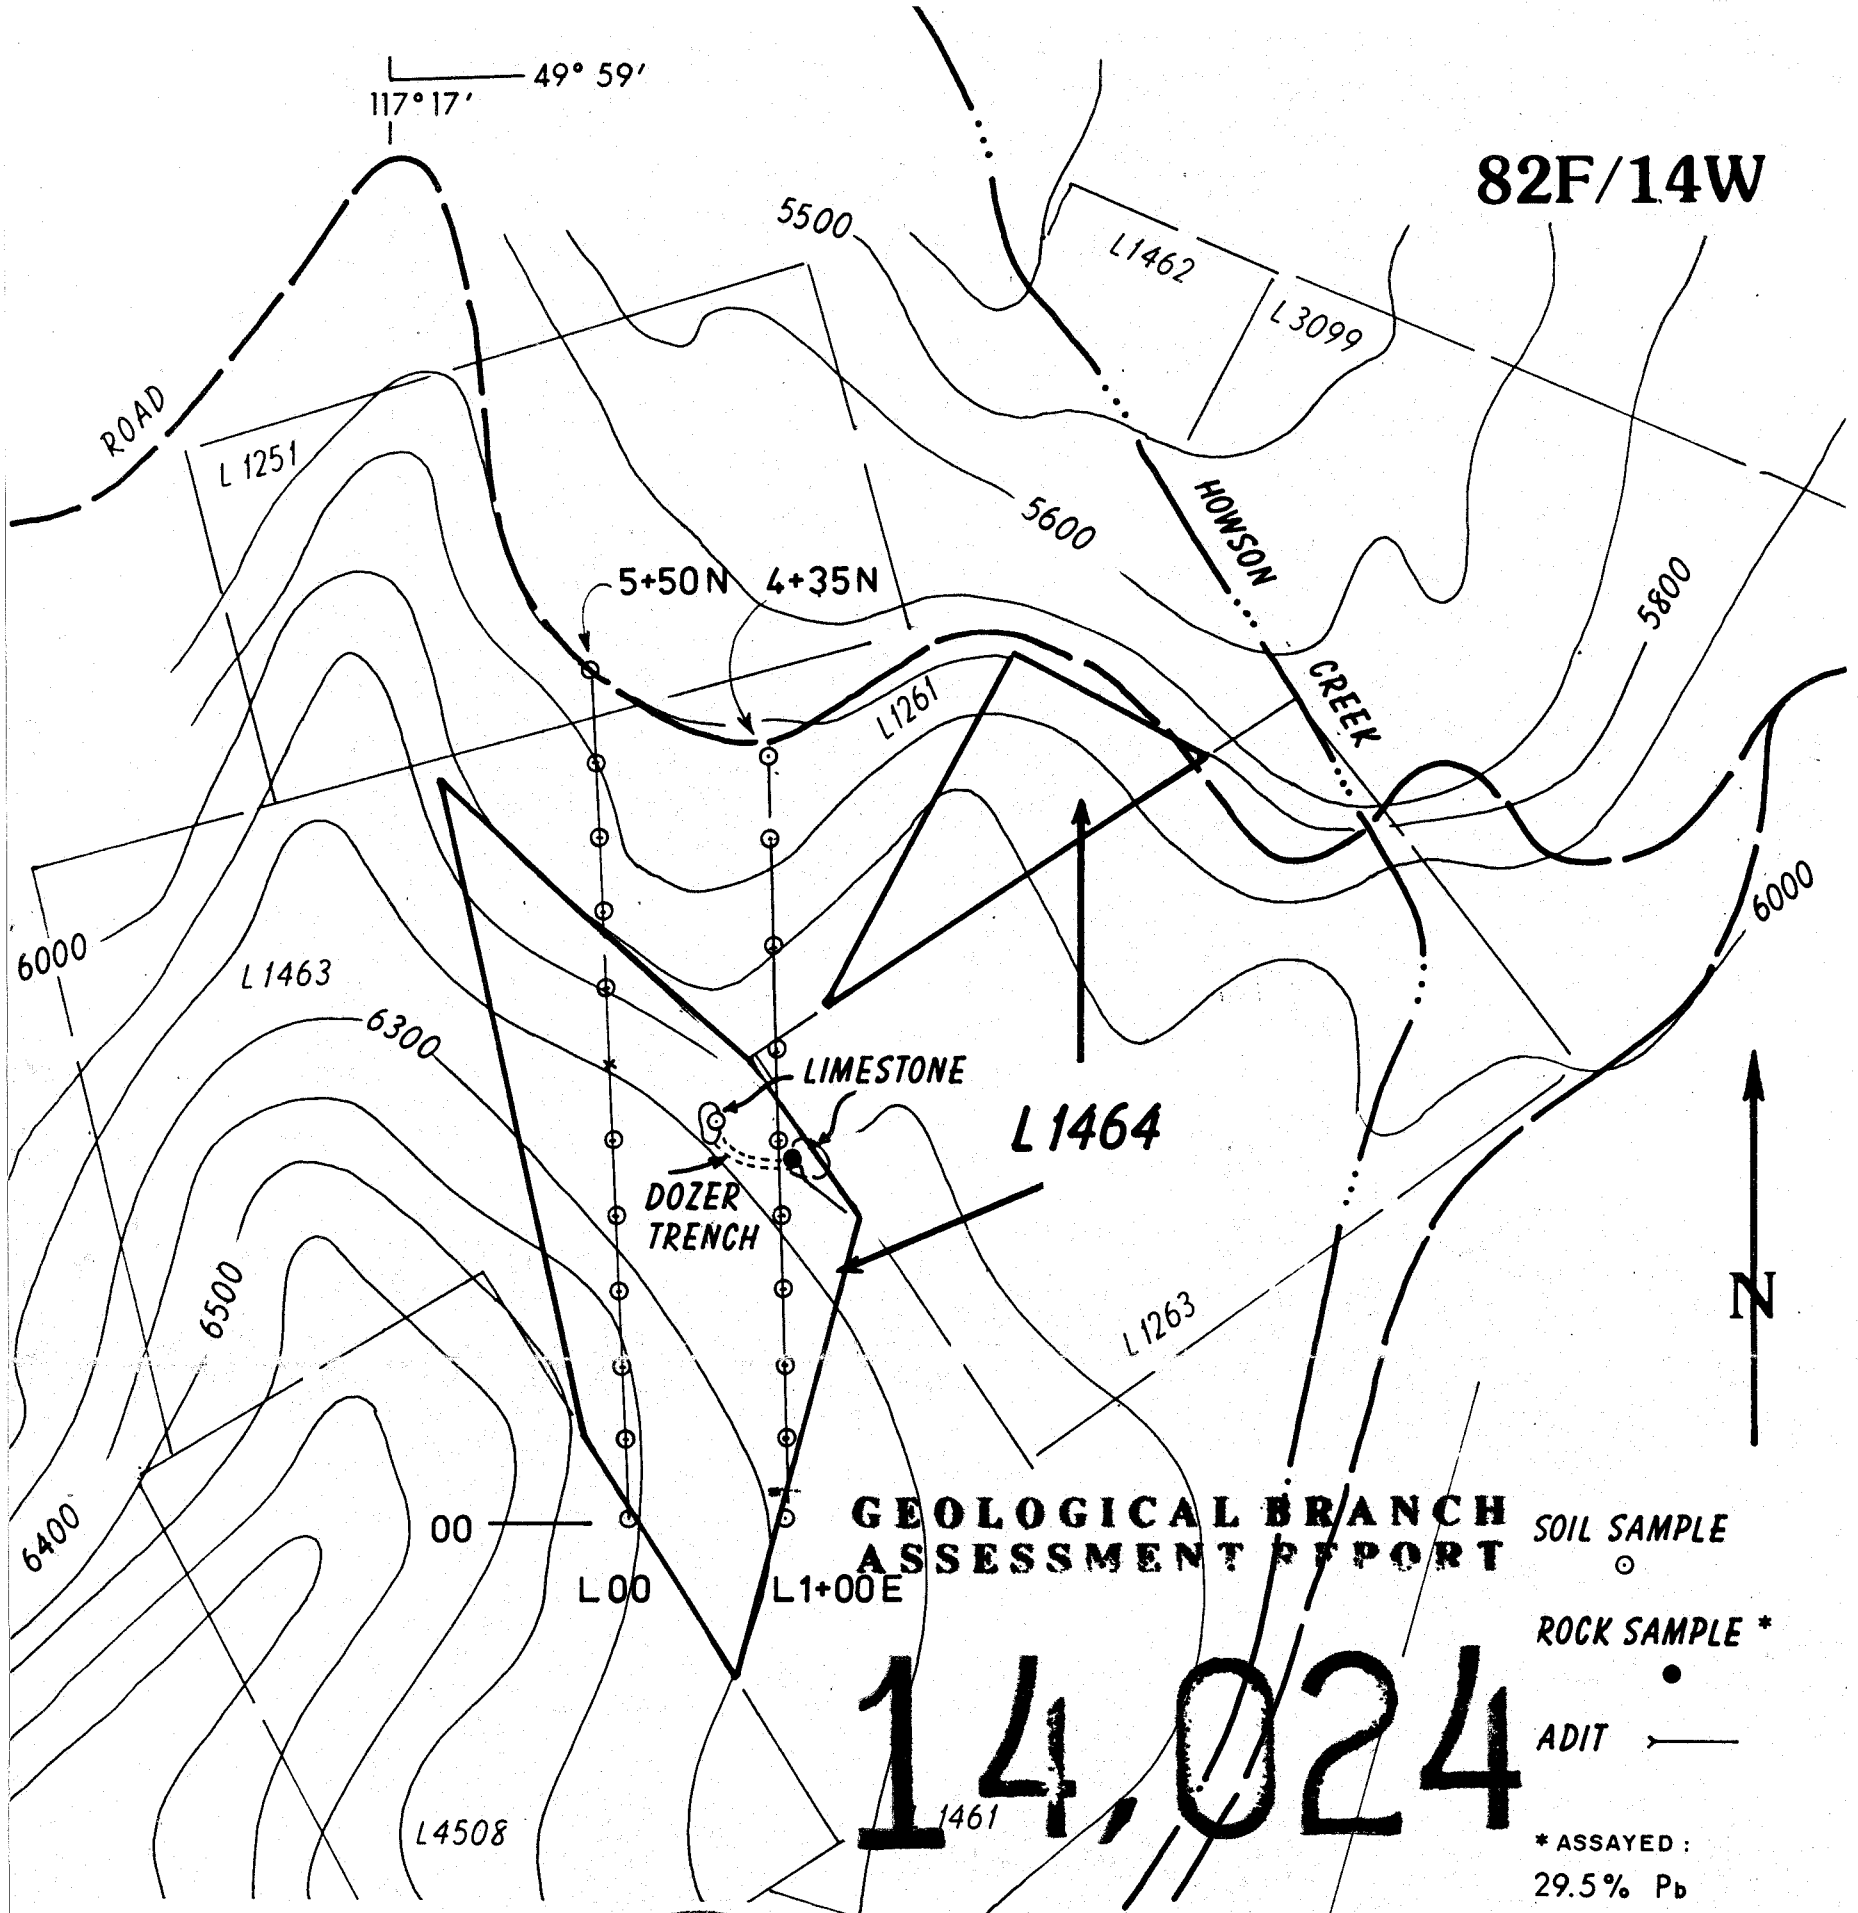 49° 59'
117° 17'
82F/14W
5500
L1462
L3099
ROAD
L 1251
5600
HOWSON
CREEK
5800
5+50N
4+35N
L1261
6000
6000
L1463
6300
LIMESTONE
L1464
DOZER
TRENCH
6500
N
L1263
6400
00
L00
L1+00E
GEOLOGICAL BRANCH
ASSESSMENT REPORT
14,024
SOIL SAMPLE
ROCK SAMPLE *
ADIT
L4508
1461
* ASSAYED :
29.5% Pb